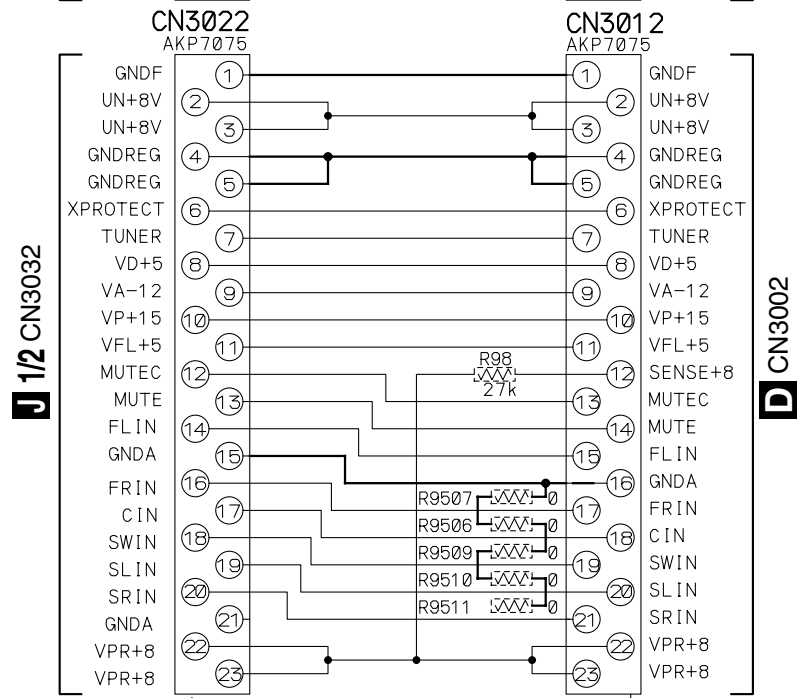 CN3022 CN3012
AKP7075 AKP7075
GNDF 1 1 GNDF
UN+8V 2 2 UN+8V
UN+8V 3 3 UN+8V
GNDREG 4 4 GNDREG
GNDREG 5 5 GNDREG
XPROTECT 6 6 XPROTECT
TUNER 7 7 TUNER
VD+5 8 8 VD+5
VA-12 9 9 VA-12
VP+15 10 10 VP+15
VFL+5 11 11 VFL+5
R98
MUTEC 12 12 SENSE+8
27k
MUTE 13 13 MUTEC
FLIN 14 14 MUTE
GNDA 15 15 FLIN
FRIN 16 16 GNDA
R9507 0
CIN 17 17 FRIN
R9506 0
SWIN 18 18 CIN
R9509 0
SLIN 19 19 SWIN
R9510 0
SRIN 20 20 SLIN
R9511 0
GNDA 21 21 SRIN
VPR+8 22 22 VPR+8
VPR+8 23 23 VPR+8
J 1/2 CN3032
D CN3002